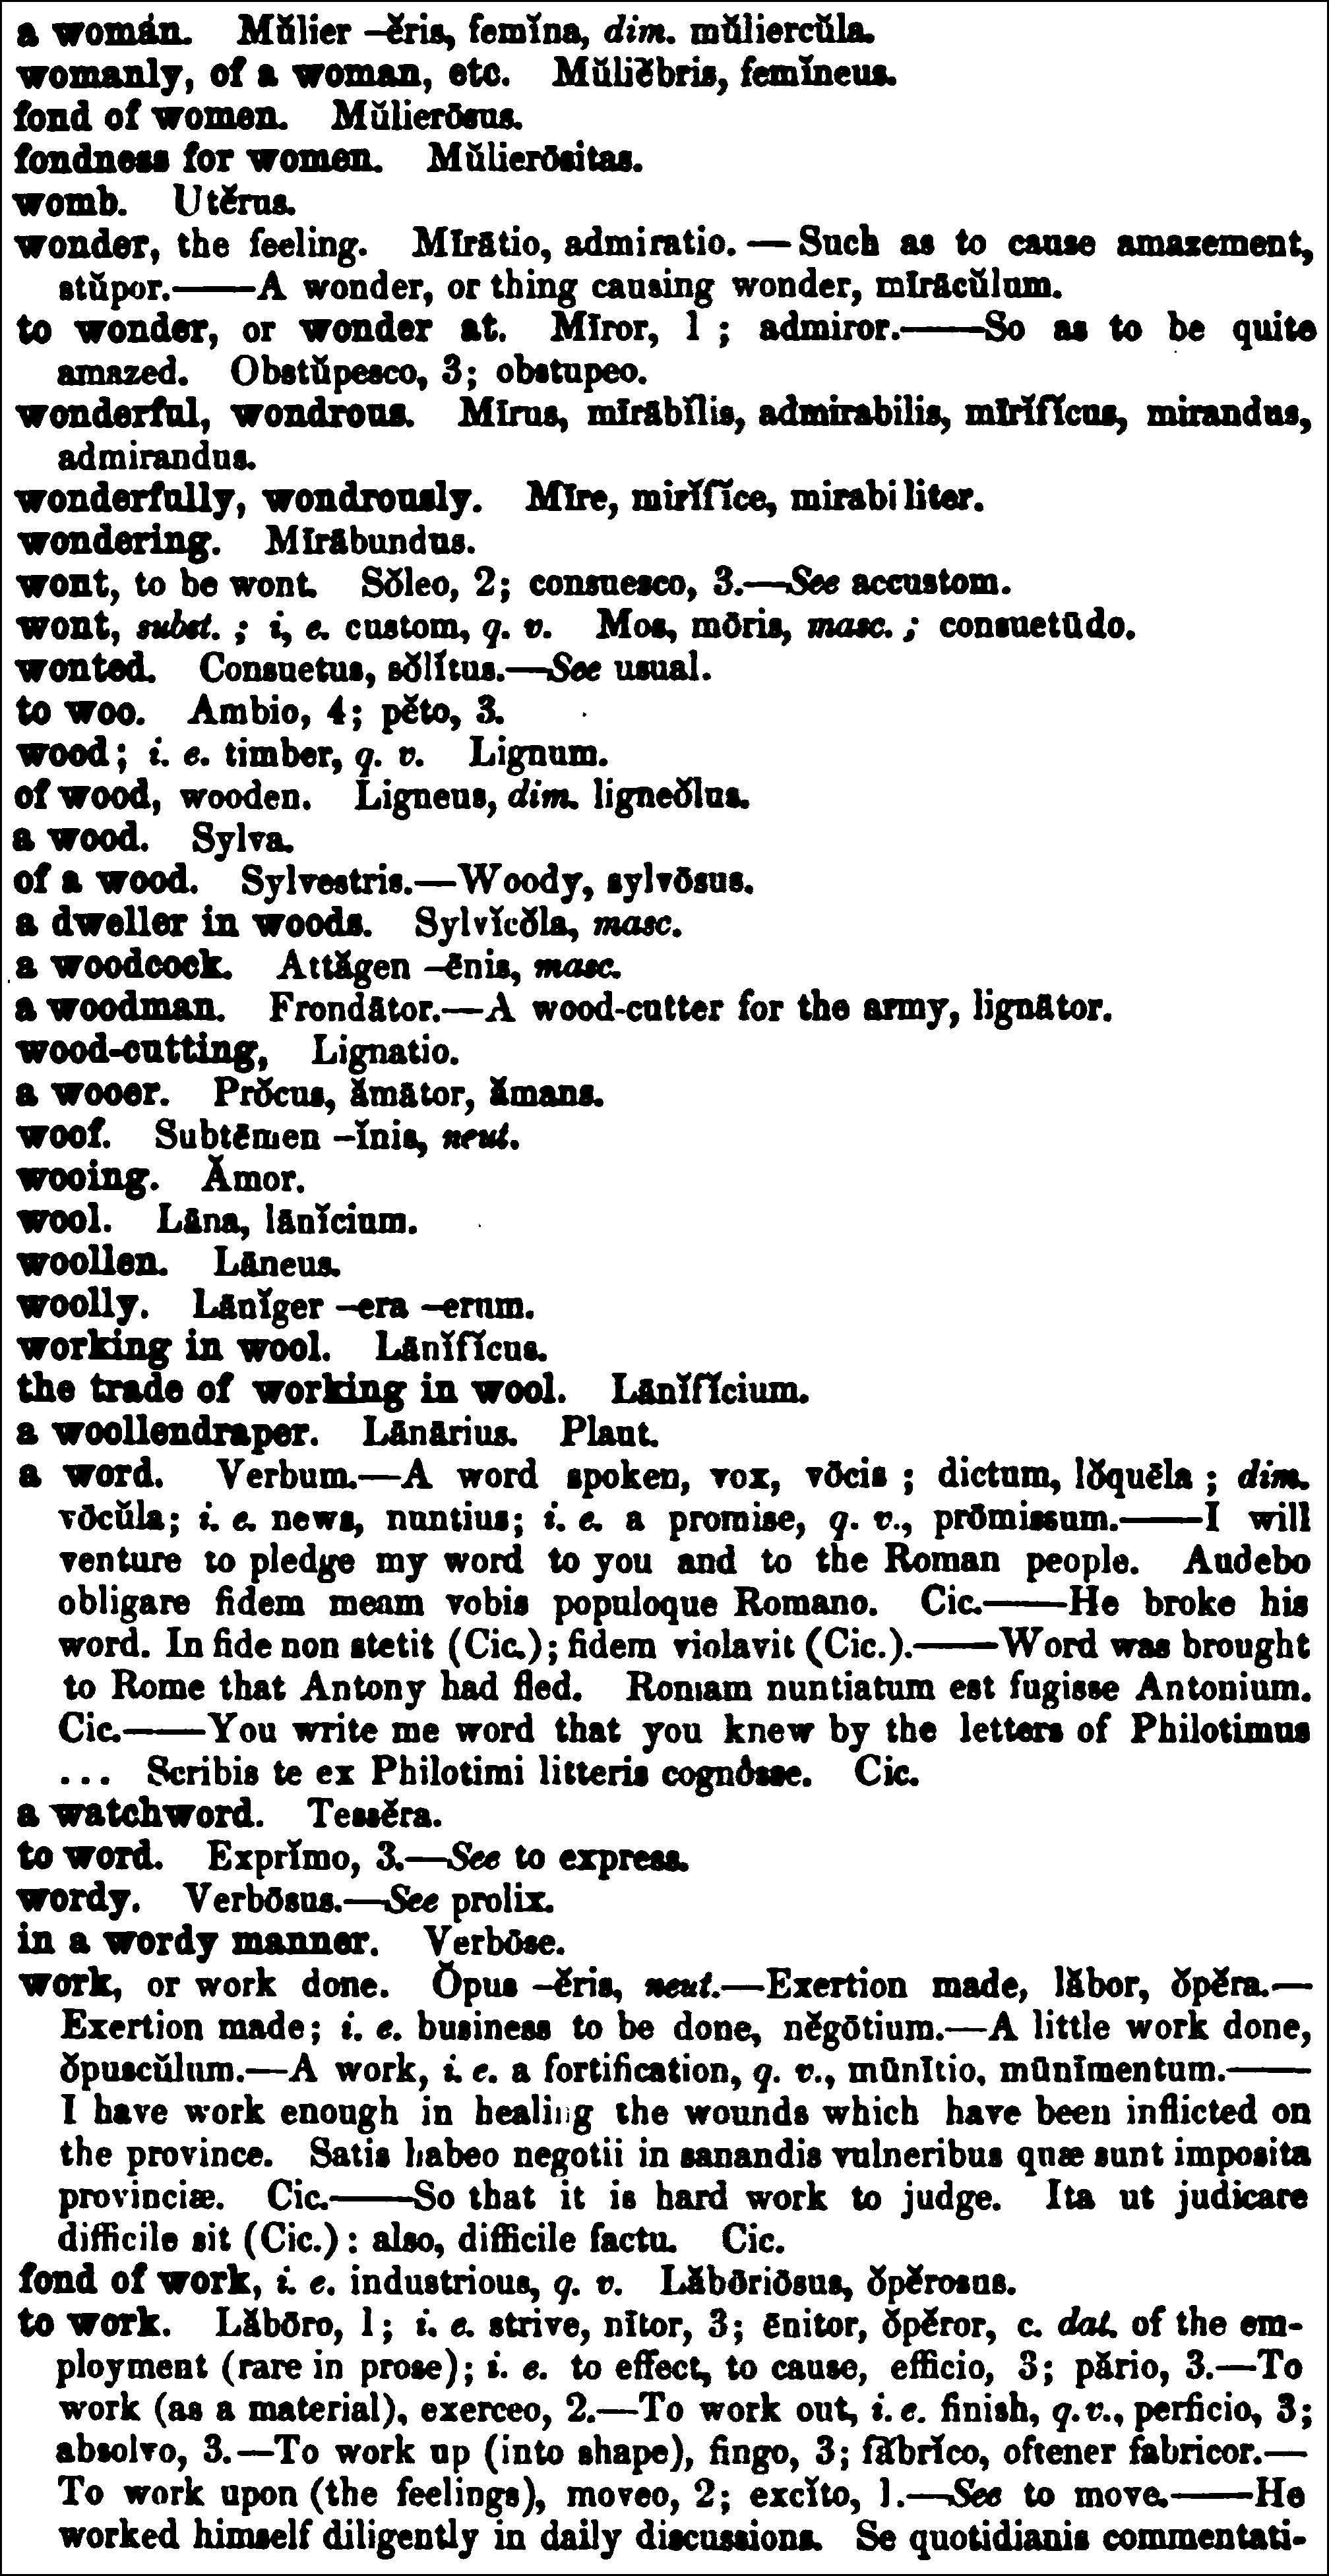 a woman. Mŭlier –ĕris, femĭna, dim. mŭliercŭla.
womanly, of a woman, etc. Mŭliĕbris, femĭneus.
fond of women. Mŭlierōsus.
fondness for women. Mŭlierōsitas.
womb. Utĕrus.
wonder, the feeling. Mīrātio, admiratio. — Such as to cause amazement,
stŭpor.——A wonder, or thing causing wonder, mīrācŭlum.
to wonder, or wonder at. Mīror, 1 ; admiror.——So as to be quite
amazed. Obstŭpesco, 3; obstupeo.
wonderful, wondrous. Mīrus, mīrābĭlis, admirabilis, mīrĭfĭcus, mirandus,
admirandus.
wonderfully, wondrously. Mīre, mirĭfĭce, mirabiliter.
wondering. Mīrābundus.
wont, to be wont. Sŏleo, 2; consuesco, 3.—See accustom.
wont, subst. ; i, e. custom, q. v. Mos, mōris, masc. ; consuetūdo.
wonted. Consuetus, sŏlĭtus.—See usual.
to woo. Ambio, 4; pĕto, 3.
wood; i. e. timber, q. v. Lignum.
of wood, wooden. Ligneus, dim. ligneŏlus.
a wood. Sylva.
of a wood. Sylvestris.—Woody, sylvōsus.
a dweller in woods. Sylvĭcŏla, masc.
a woodcock. Attăgen –ēnis, masc.
a woodman. Frondātor.—A wood-cutter for the army, lignātor.
wood-cutting, Lignatio.
a wooer. Prŏcus, ămātor, ămans.
woof. Subtēmen –ĭnis, neut.
wooing. Ămor.
wool. Lāna, lānĭcium.
woollen. Lāneus.
woolly. Lānĭger –era –erum.
working in wool. Lānĭfĭcus.
the trade of working in wool. Lānĭfĭcium.
a woollendraper. Lānārius. Plaut.
a word. Verbum.—A word spoken, vox, vōcis ; dictum, lŏquēla ; dim.
vōcŭla; i. e. news, nuntius; i. e. a promise, q. v., prōmissum.——I will
venture to pledge my word to you and to the Roman people. Audebo
obligare fidem meam vobis populoque Romano. Cic.——He broke his
word. In fide non stetit (Cic.); fidem violavit (Cic.).——Word was brought
to Rome that Antony had fled. Romam nuntiatum est fugisse Antonium.
Cic.——You write me word that you knew by the letters of Philotimus
... Scribis te ex Philotimi litteris cognôsse. Cic.
a watchword. Tessĕra.
to word. Exprĭmo, 3.—See to express.
wordy. Verbōsus.—See prolix.
in a wordy manner. Verbōse.
work, or work done. Ŏpus –ĕris, neut.—Exertion made, lăbor, ŏpĕra.—
Exertion made; i. e. business to be done, nĕgōtium.—A little work done,
ŏpuscŭlum.—A work, i. e. a fortification, q. v., mūnītio, mūnīmentum.——
I have work enough in healing the wounds which have been inflicted on
the province. Satis habeo negotii in sanandis vulneribus quæ sunt imposita
provinciæ. Cic.——So that it is hard work to judge. Ita ut judicare
difficile sit (Cic.) : also, difficile factu. Cic.
fond of work, i. e. industrious, q. v. Lăbōriōsus, ŏpĕrosus.
to work. Lăbōro, 1; i. e. strive, nītor, 3; ēnitor, ŏpĕror, c. dat. of the em-
ployment (rare in prose); i. e. to effect, to cause, efficio, 3; părio, 3.—To
work (as a material), exerceo, 2.—To work out, i. e. finish, q. v., perficio, 3;
absolvo, 3.—To work up (into shape), fingo, 3; făbrĭco, oftener fabricor.—
To work upon (the feelings), moveo, 2; excĭto, 1.—See to move.——He
worked himself diligently in daily discussions. Se quotidianis commentati-